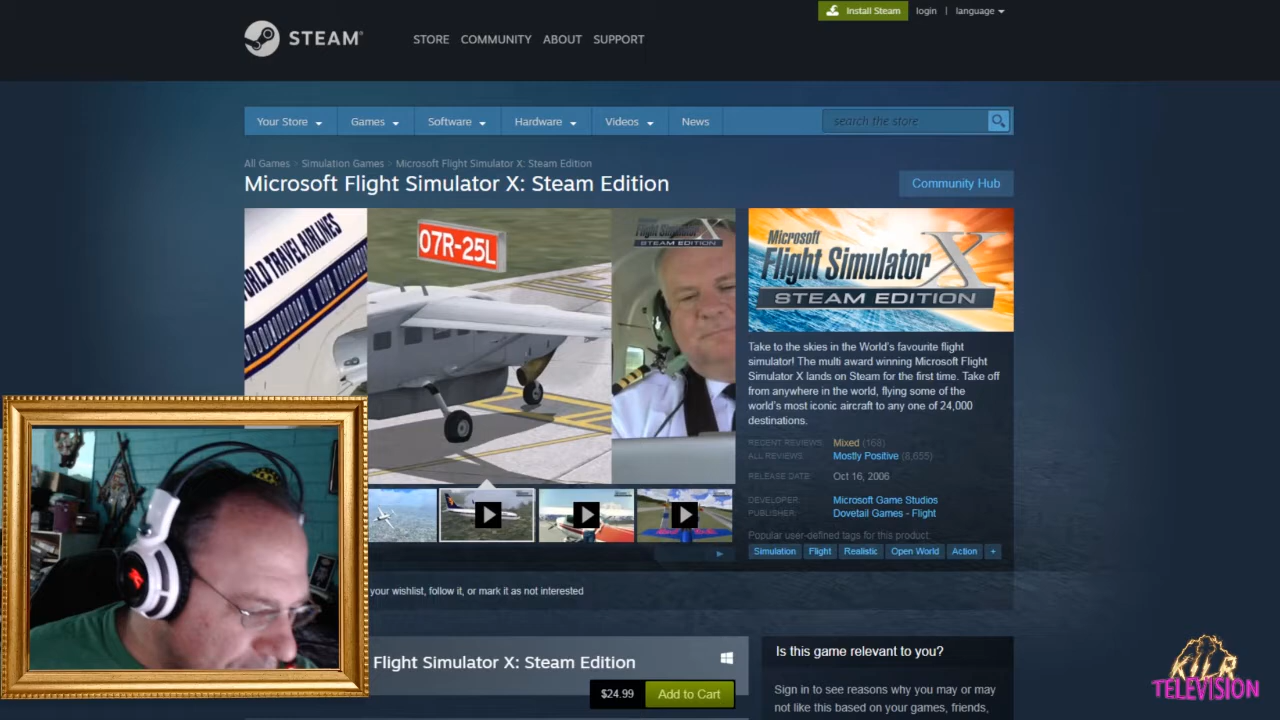 Install Steam
login | language
STEAM®
STORE COMMUNITY ABOUT SUPPORT
Your Store Games Software Hardware Videos News
search the store
All Games > Simulation Games > Microsoft Flight Simulator X: Steam Edition
Microsoft Flight Simulator X: Steam Edition
Community Hub
WORLD TRAVEL AIRLINES
07R-25L
Flight Simulator X
STEAM EDITION
Microsoft
Flight Simulator X
STEAM EDITION
Take to the skies in the World's favourite flight
simulator! The multi award winning Microsoft Flight
Simulator X lands on Steam for the first time. Take off
from anywhere in the world, flying some of the
world's most iconic aircraft to any one of 24,000
destinations.
RECENT REVIEWS: Mixed (168)
ALL REVIEWS: Mostly Positive (8,655)
RELEASE DATE: Oct 16, 2006
DEVELOPER: Microsoft Game Studios
PUBLISHER: Dovetail Games - Flight
Popular user-defined tags for this product:
Simulation Flight Realistic Open World Action +
your wishlist, follow it, or mark it as not interested
Flight Simulator X: Steam Edition
$24.99 Add to Cart
Is this game relevant to you?
Sign in to see reasons why you may or may
not like this based on your games, friends,
KILR
TELEVISION